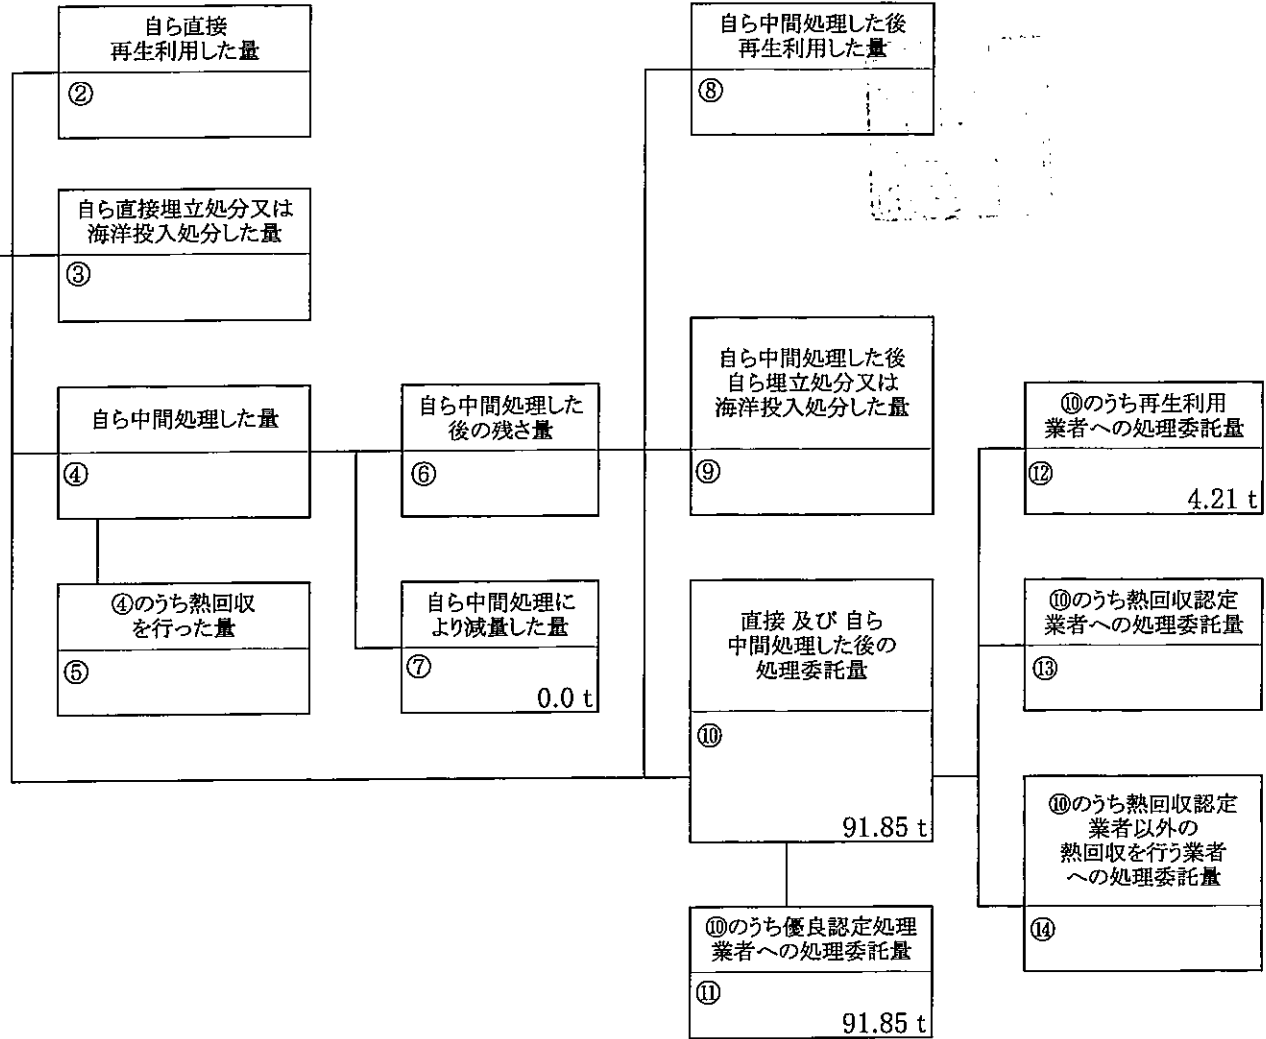 自ら直接
再生利用した量
②
自ら直接埋立処分又は
海洋投入処分した量
③
自ら中間処理した量
④
④のうち熱回収
を行った量
⑤
自ら中間処理した
後の残さ量
⑥
自ら中間処理に
より減量した量
⑦
0.0 t
自ら中間処理した後
再生利用した量
⑧
自ら中間処理した後
自ら埋立処分又は
海洋投入処分した量
⑨
直接 及び 自ら
中間処理した後の
処理委託量
⑩
91.85 t
⑩のうち優良認定処理
業者への処理委託量
⑪
91.85 t
⑩のうち再生利用
業者への処理委託量
⑫
4.21 t
⑩のうち熱回収認定
業者への処理委託量
⑬
⑩のうち熱回収認定
業者以外の
熱回収を行う業者
への処理委託量
⑭